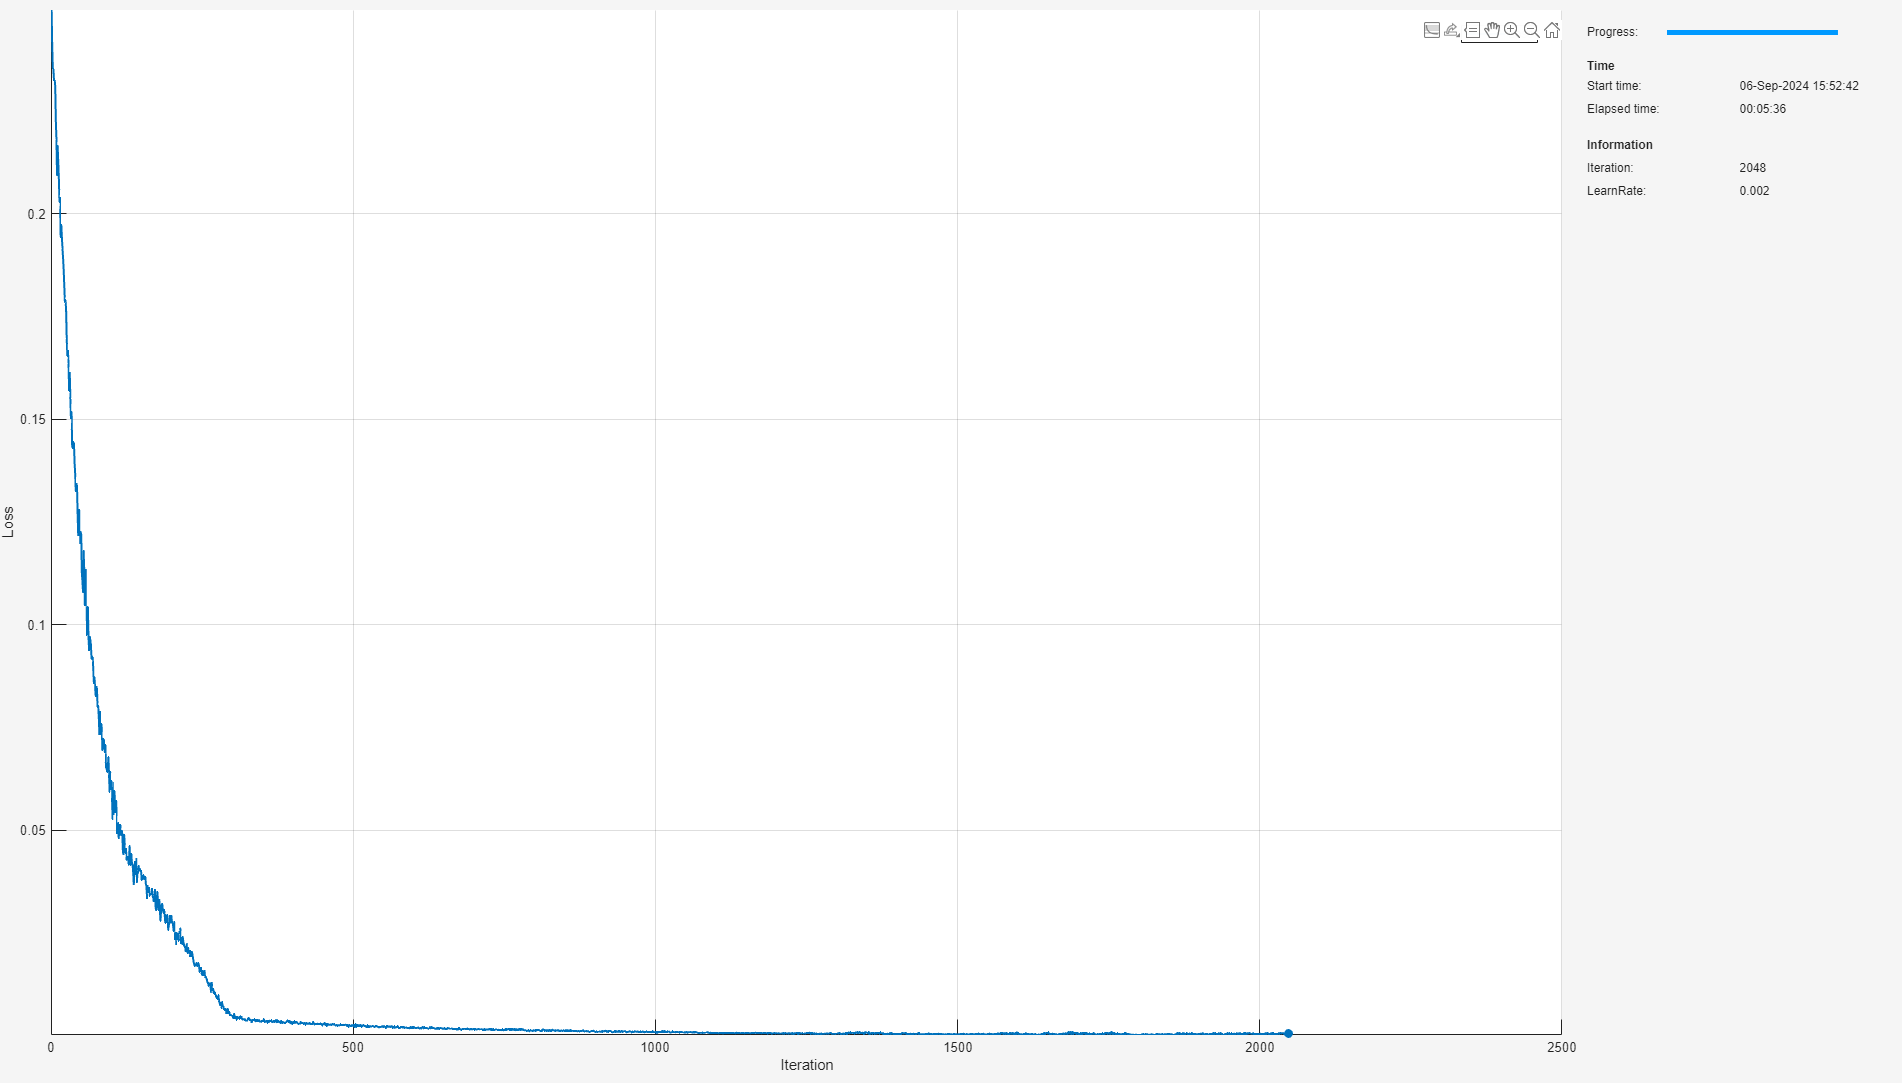 Progress:
Time
Start time: 06-Sep-2024 15:52:42
Elapsed time: 00:05:36
Information
Iteration: 2048
LearnRate: 0.002
0.2
0.15
0.1
0.05
Loss
0 500 1000 1500 2000 2500
Iteration